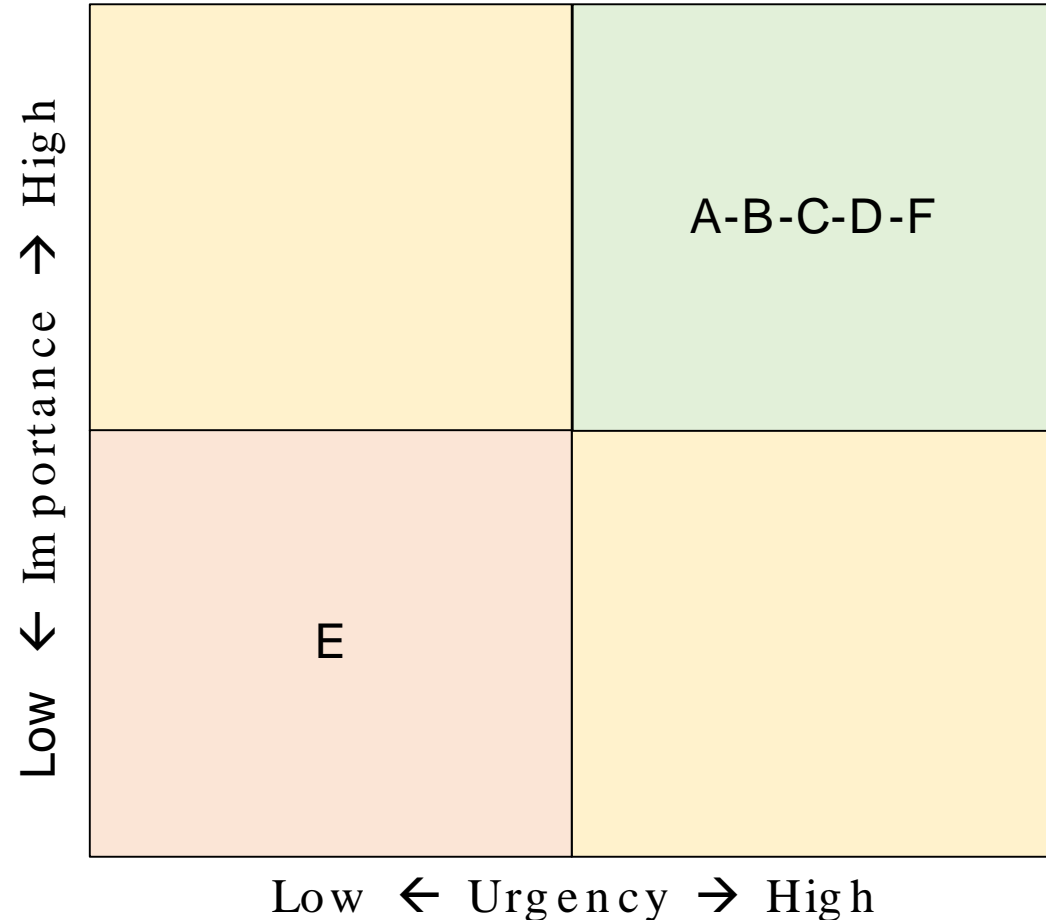 Low ← Importance → High
A-B-C-D-F
E
Low ← Urgency → High